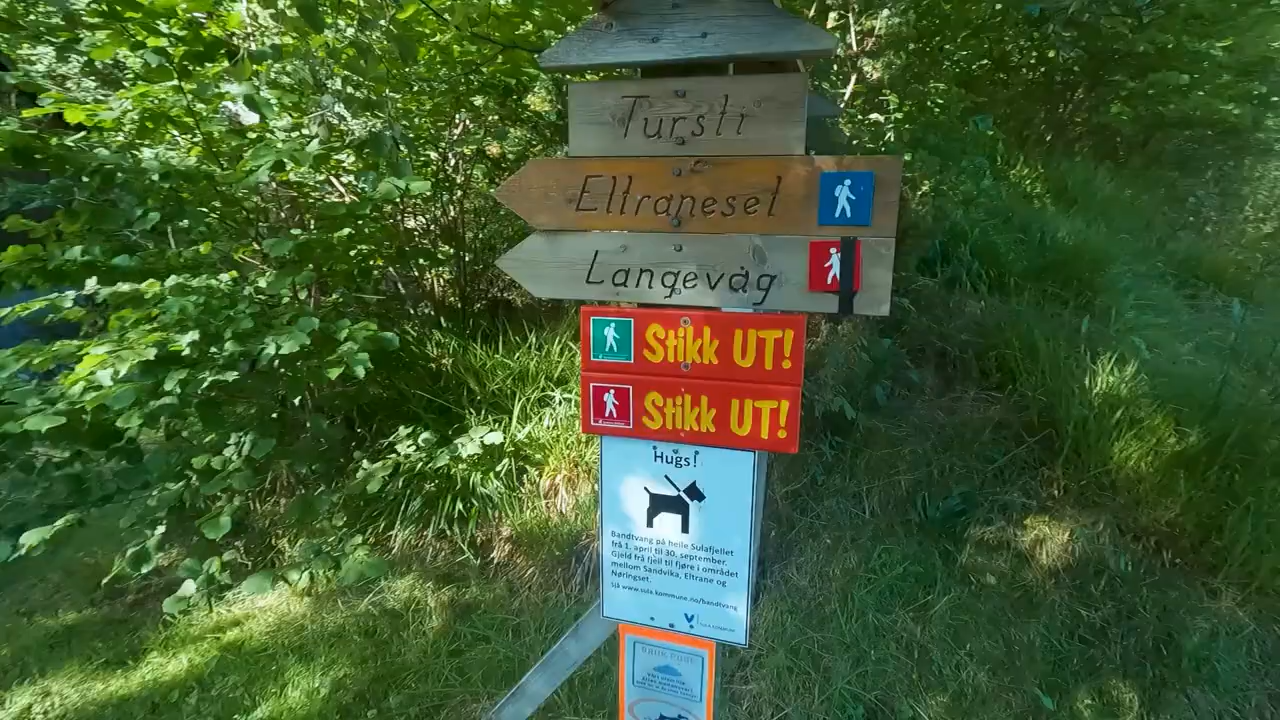 Tursti
Eltranesel
Langevåg
Stikk UT!
Stikk UT!
Hugs!
Bandtvang på heile Sulafjellet
frå 1. april til 30. september.
Gjeld frå fjell til fjøre i området
mellom Sandvika, Eltrane og
Nøringset.
Sjå www.sula.kommune.no/bandtvang